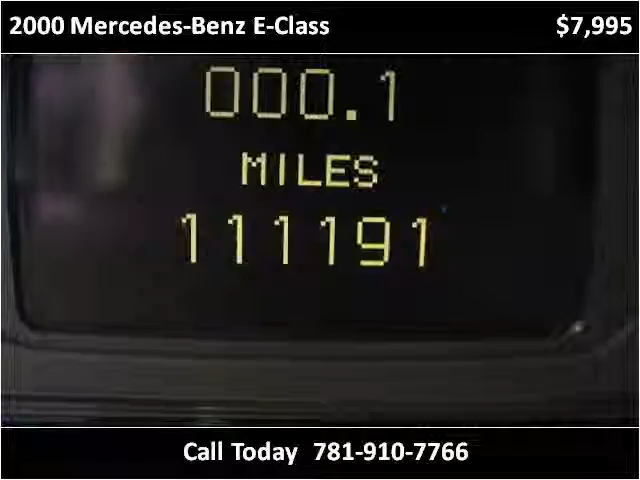 2000 Mercedes-Benz E-Class $7,995
000.1
MILES
111191
Call Today 781-910-7766